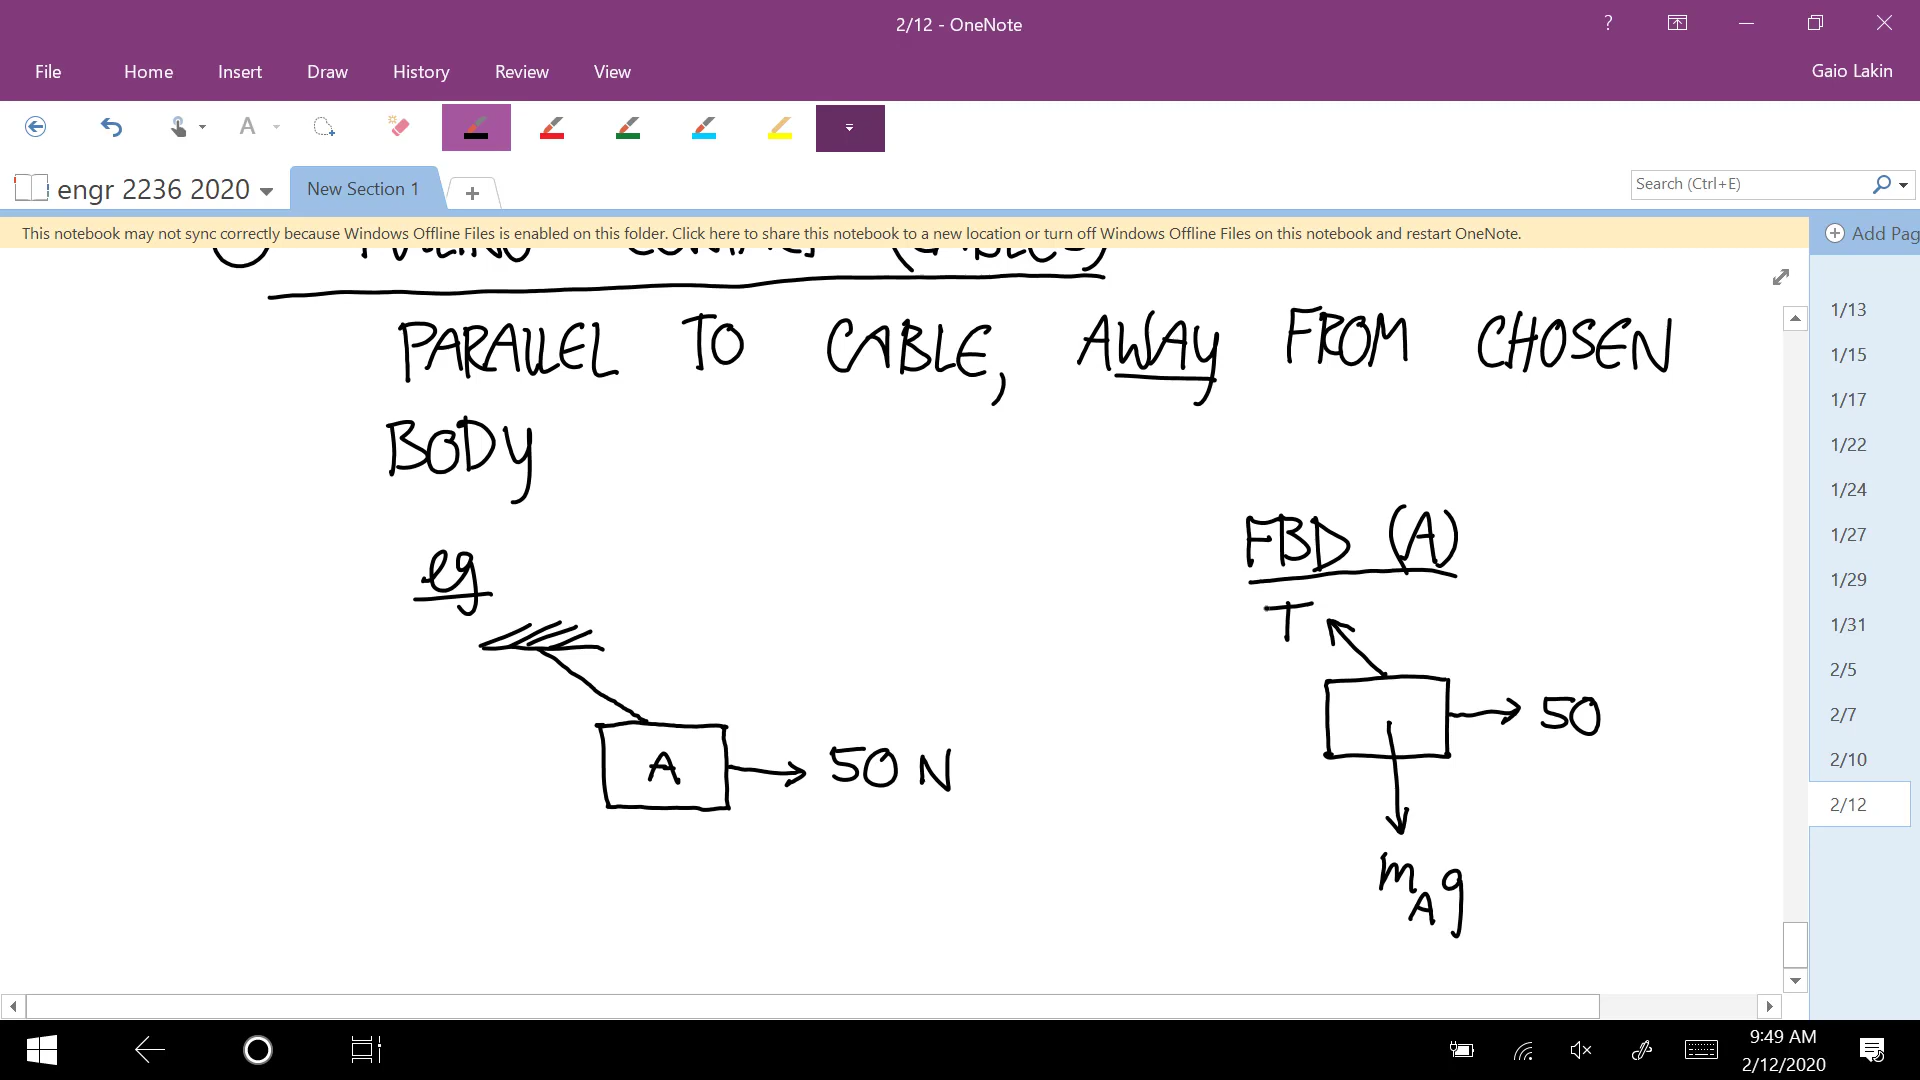 2/12 - OneNote
?
File Home Insert Draw History Review View
Gaio Lakin
A
engr 2236 2020
New Section 1
+
Search (Ctrl+E)
This notebook may not sync correctly because Windows Offline Files is enabled on this folder. Click here to share this notebook to a new location or turn off Windows Offline Files on this notebook and restart OneNote.
Add Pag
PARALLEL TO CABLE, AWAY FROM CHOSEN
BODY
eg
A
50 N
FBD (A)
T
50
mAg
1/13
1/15
1/17
1/22
1/24
1/27
1/29
1/31
2/5
2/7
2/10
2/12
9:49 AM
2/12/2020